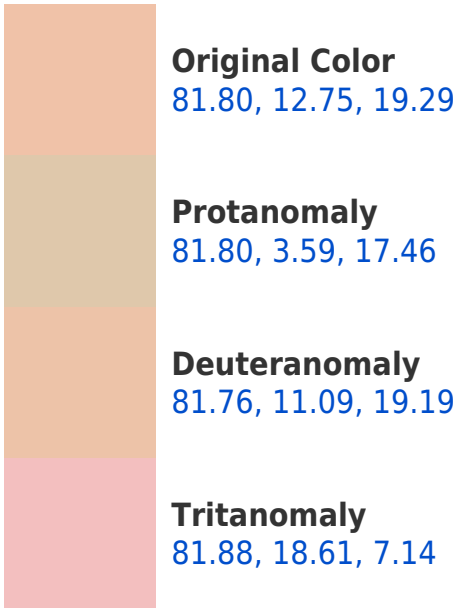 Original Color
81.80, 12.75, 19.29
Protanomaly
81.80, 3.59, 17.46
Deuteranomaly
81.76, 11.09, 19.19
Tritanomaly
81.88, 18.61, 7.14